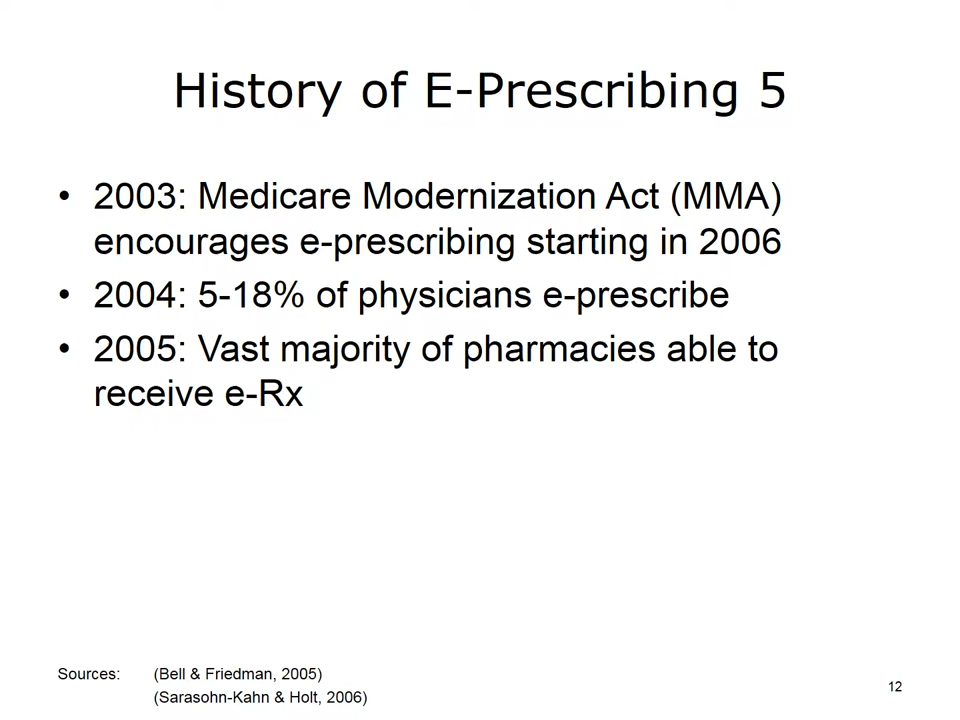 History of E-Prescribing 5
• 2003: Medicare Modernization Act (MMA)
encourages e-prescribing starting in 2006
• 2004: 5-18% of physicians e-prescribe
• 2005: Vast majority of pharmacies able to
receive e-Rx
Sources: (Bell & Friedman, 2005)
(Sarasohn-Kahn & Holt, 2006)
12